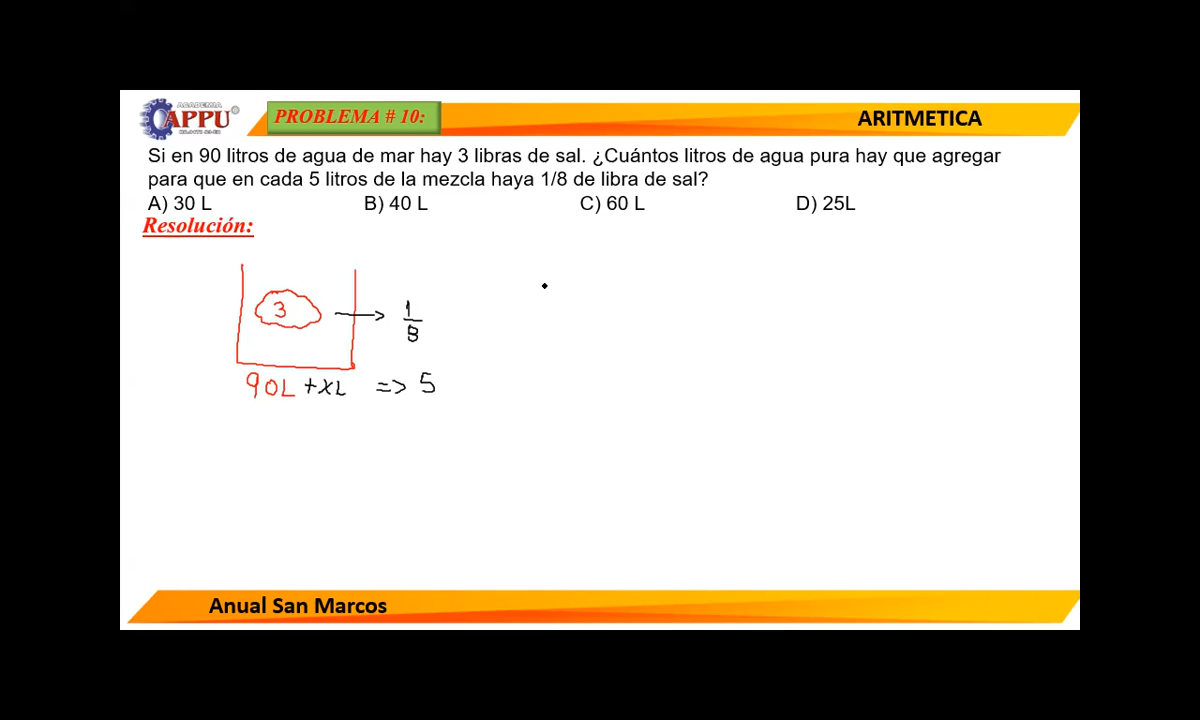 ACADEMIA
APPU
PROBLEMA # 10:
ARITMETICA
Si en 90 litros de agua de mar hay 3 libras de sal. ¿Cuántos litros de agua pura hay que agregar
para que en cada 5 litros de la mezcla haya 1/8 de libra de sal?
A) 30 L B) 40 L C) 60 L D) 25L
Resolución:
3 → 1/8
90L + XL => 5
Anual San Marcos